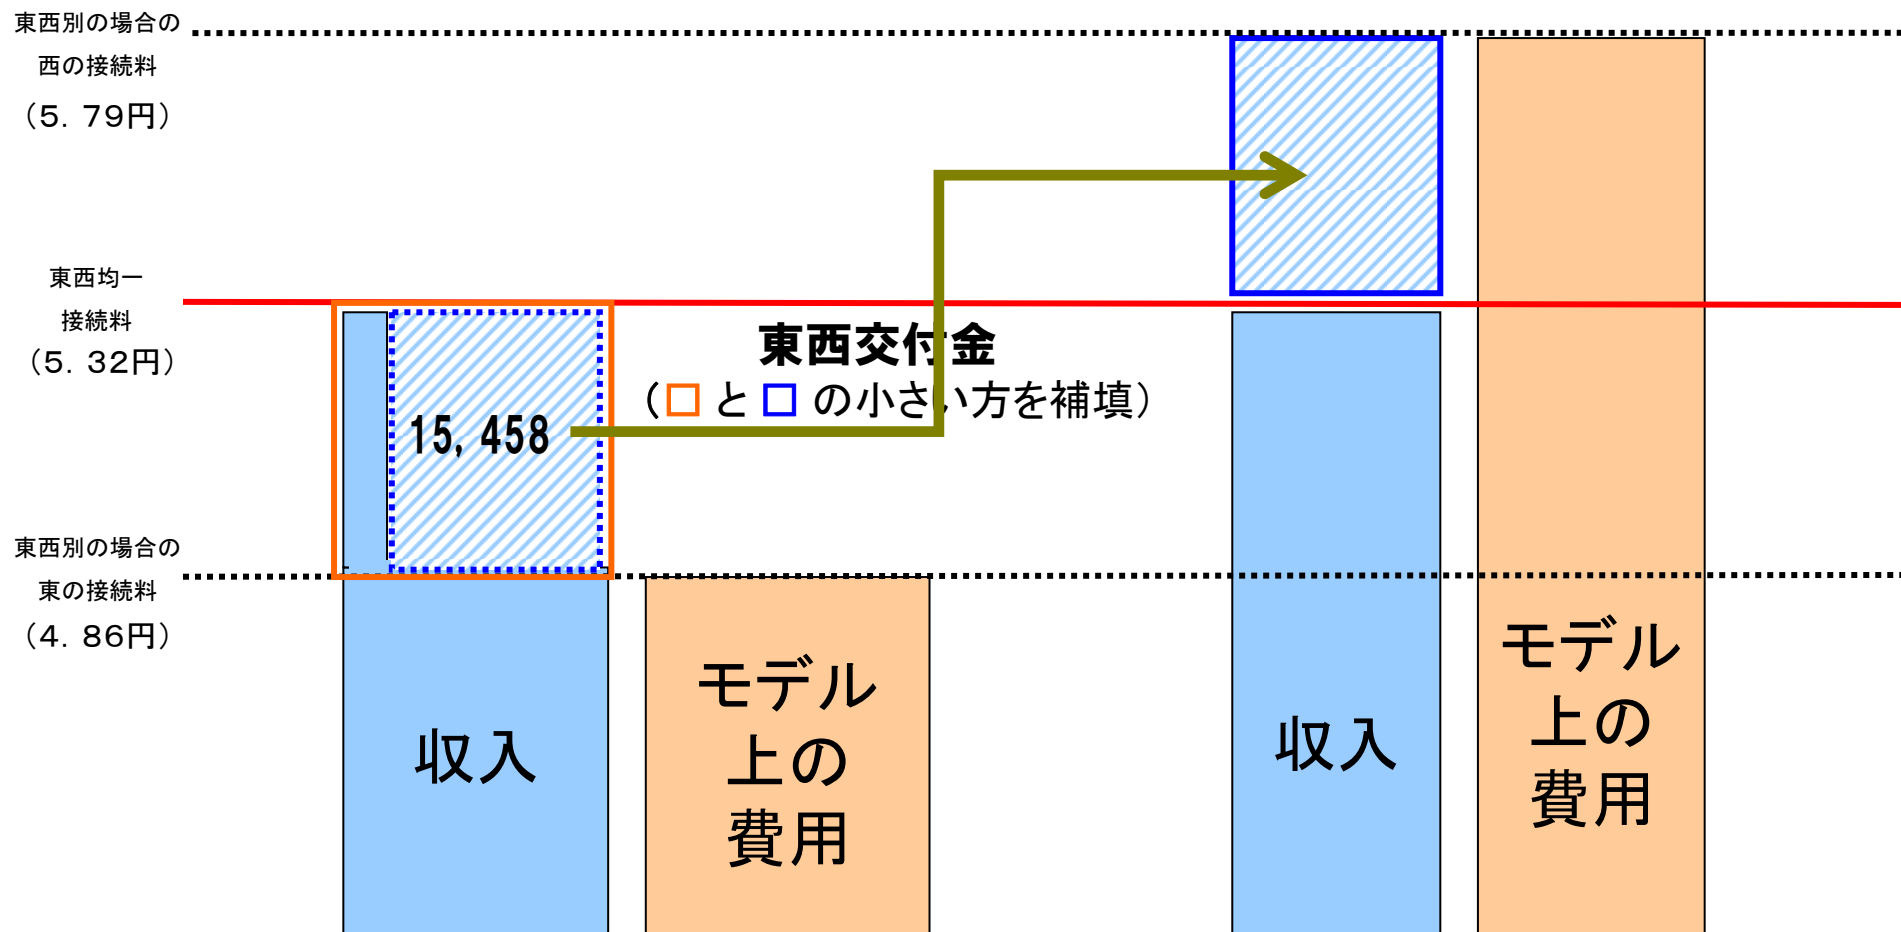 東西別の場合の
西の接続料
（５．７９円）
東西均一
接続料
（５．３２円）
東西別の場合の
東の接続料
（４．８６円）
15,458
東西交付金
（□ と □ の小さい方を補填）
収入
モデル
上の
費用
収入
モデル
上の
費用